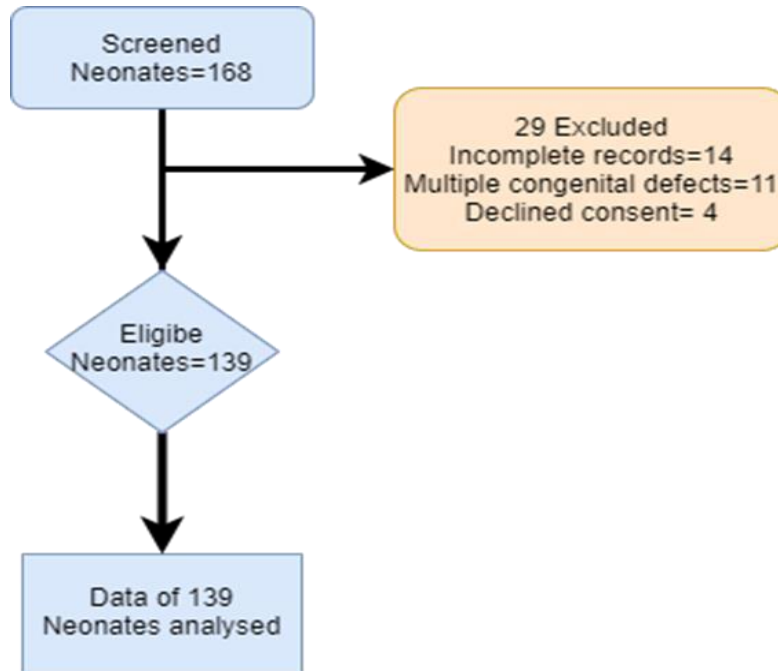 Screened
Neonates=168
29 Excluded
Incomplete records=14
Multiple congenital defects=11
Declined consent= 4
Eligibe
Neonates=139
Data of 139
Neonates analysed